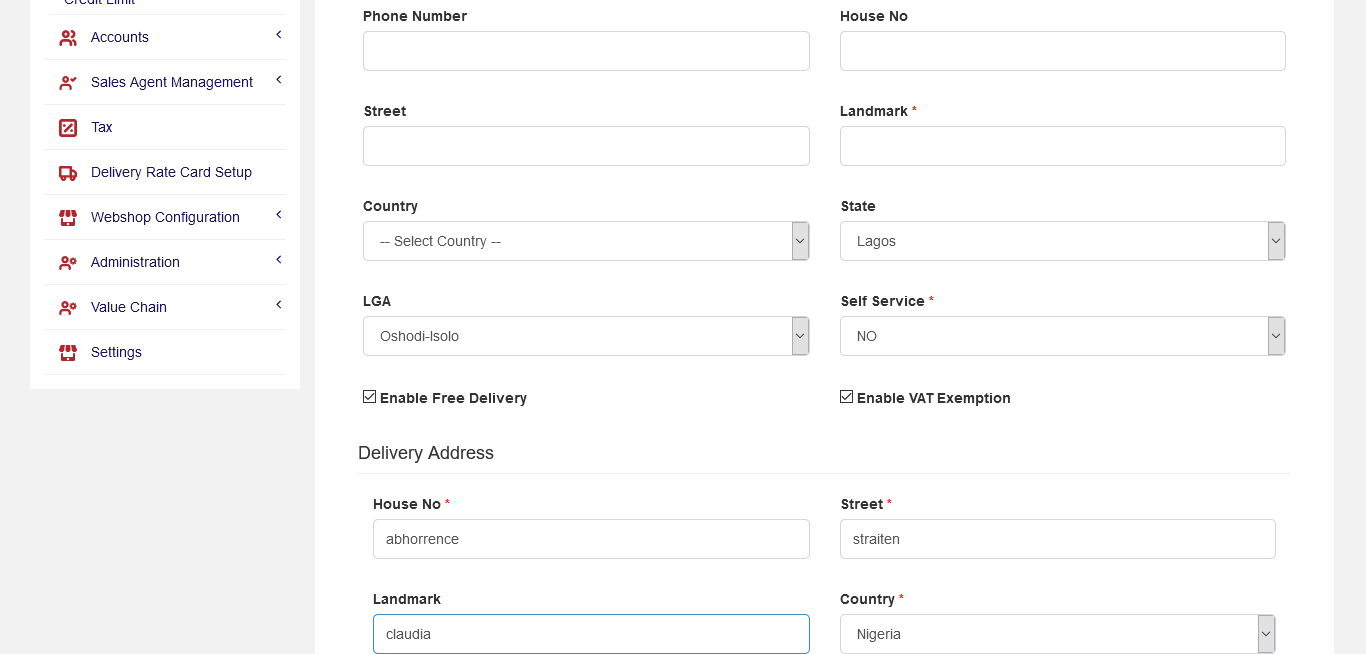 Credit Limit
Accounts
Sales Agent Management
Tax
Delivery Rate Card Setup
Webshop Configuration
Administration
Value Chain
Settings
Phone Number
House No
Street
Landmark *
Country
State
-- Select Country --
Lagos
LGA
Self Service *
Oshodi-Isolo
NO
Enable Free Delivery
Enable VAT Exemption
Delivery Address
House No *
Street *
abhorrence
straiten
Landmark
Country *
claudia
Nigeria